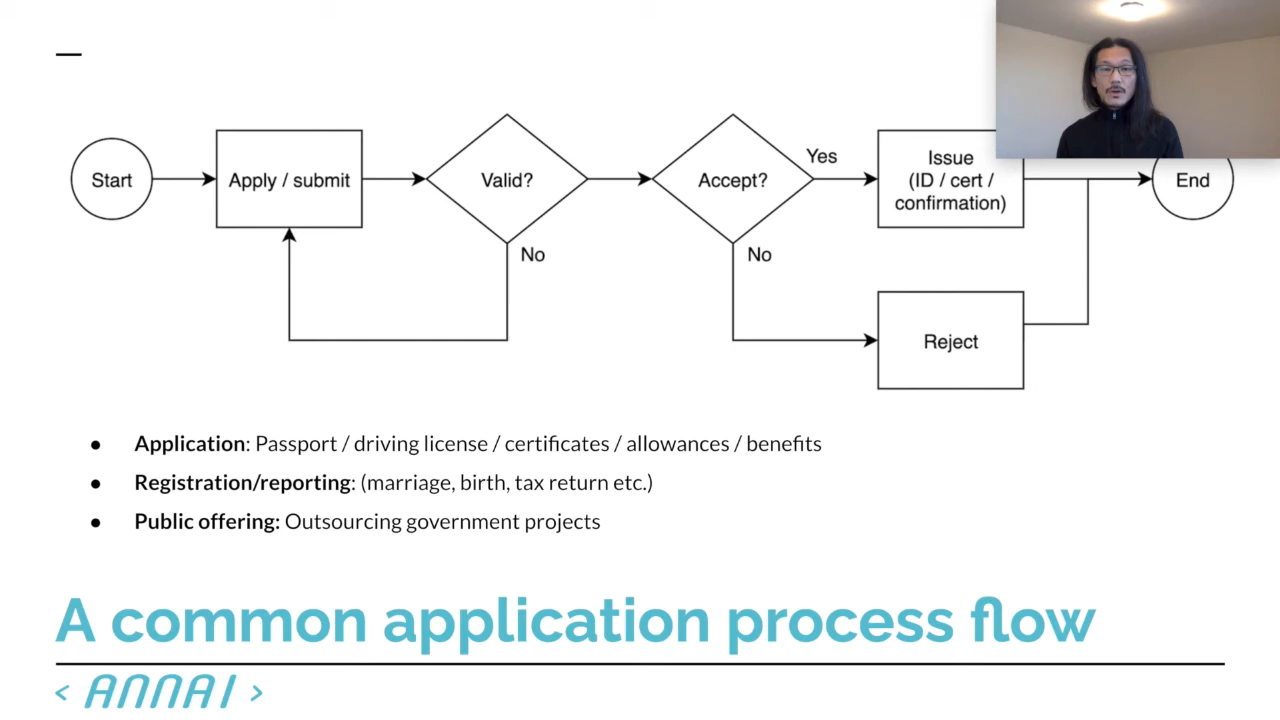 Start
Apply / submit
Valid?
No
Accept?
Yes
No
Issue
(ID / cert /
confirmation)
Reject
End
● Application: Passport / driving license / certificates / allowances / benefits
● Registration/reporting: (marriage, birth, tax return etc.)
● Public offering: Outsourcing government projects
A common application process flow
< ANNAI >